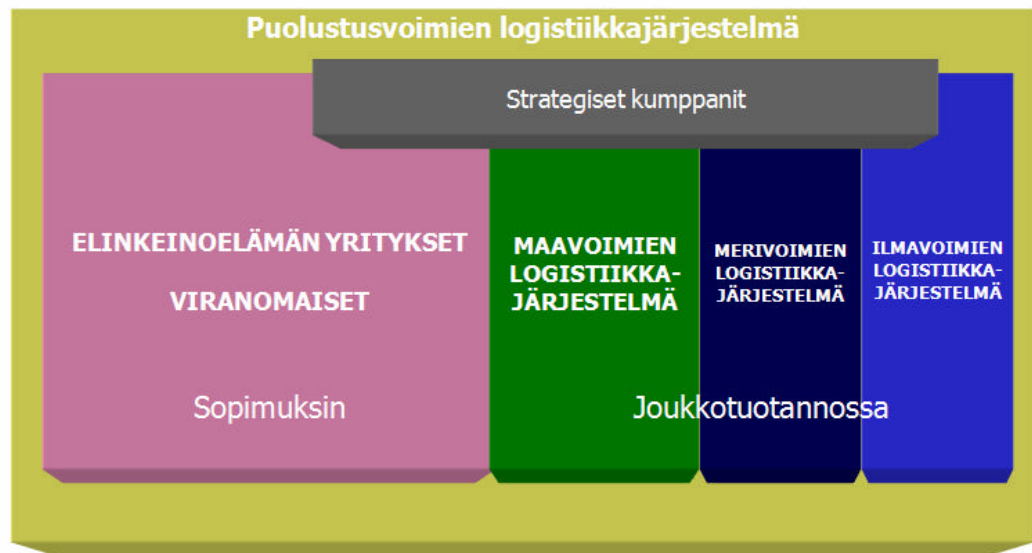 Puolustusvoimien logistiikkajärjestelmä
Strategiset kumppanit
ELINKEINOELÄMÄN YRITYKSET
VIRANOMAISET
Sopimuksin
MAAVOIMIEN
LOGISTIIKKA-
JÄRJESTELMÄ
MERIVOIMIEN
LOGISTIIKKA-
JÄRJESTELMÄ
ILMAVOIMIEN
LOGISTIIKKA-
JÄRJESTELMÄ
Joukkotuotannossa